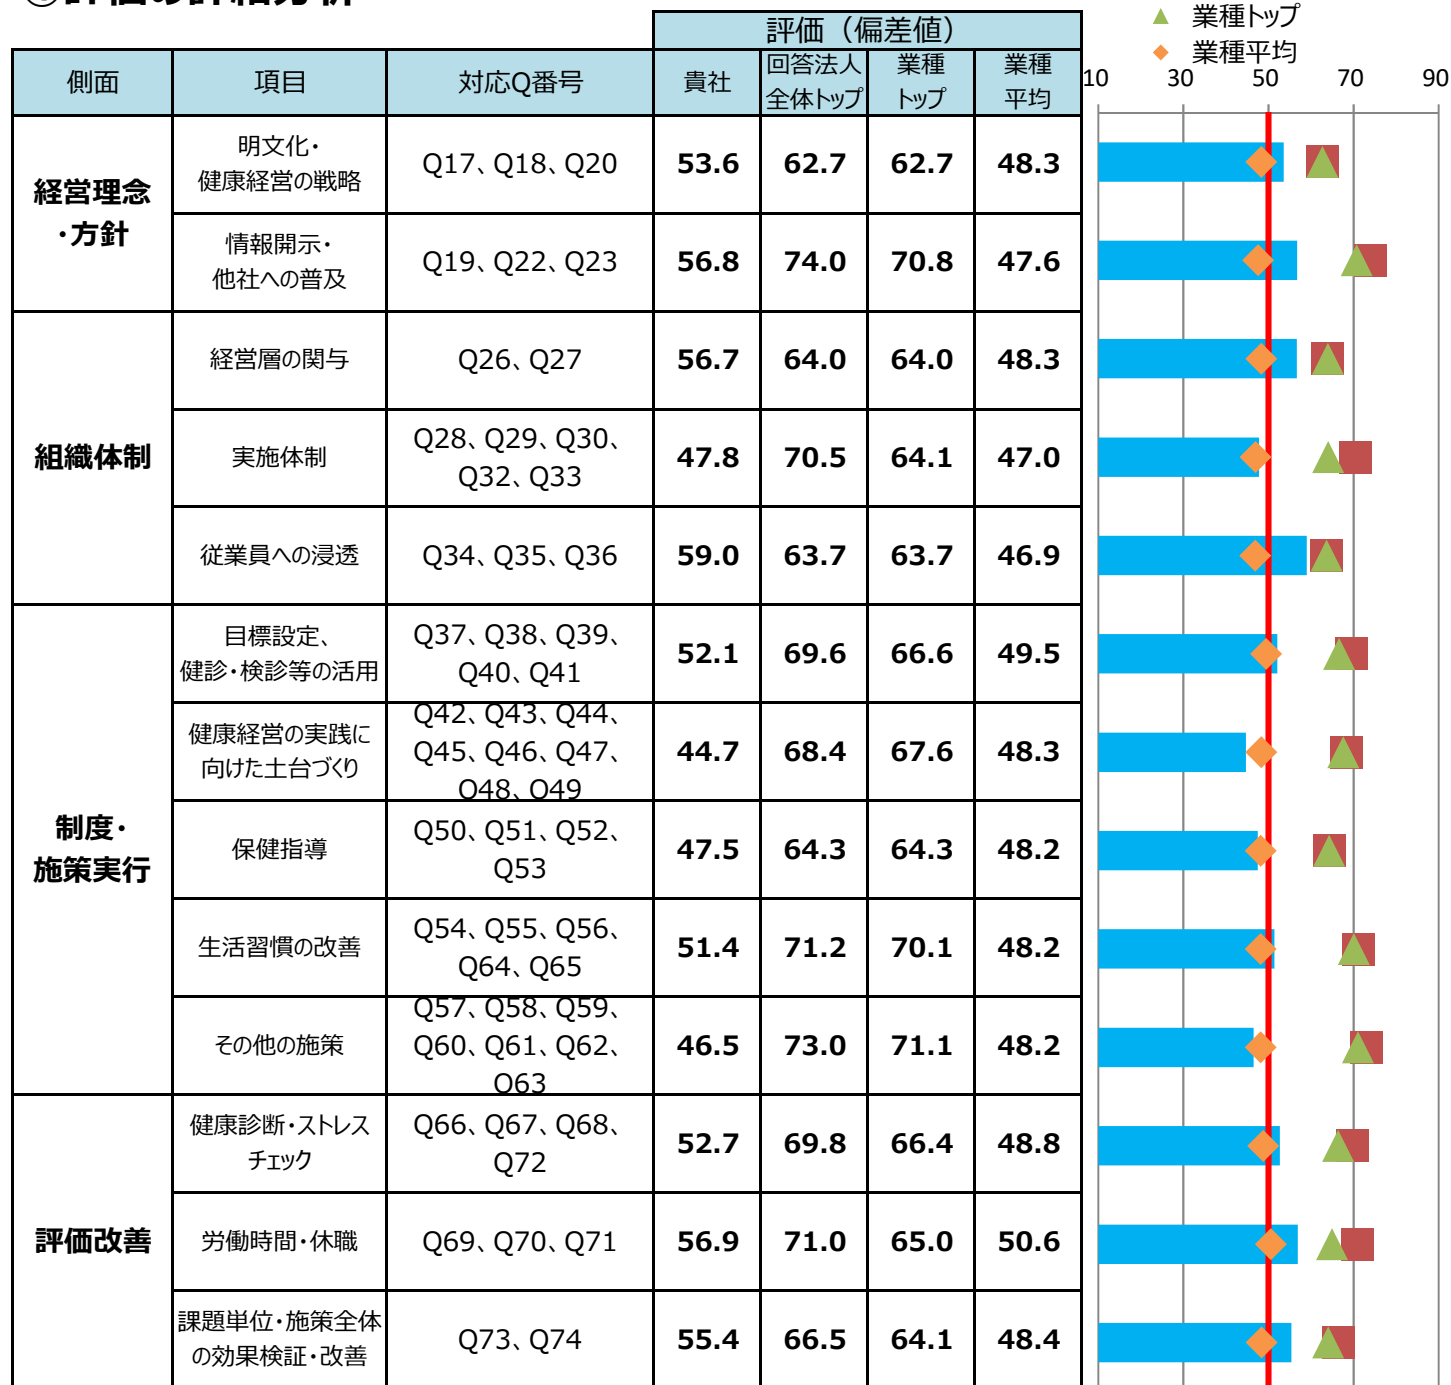 評価（偏差値）
▲ 業種トップ
◆ 業種平均
側面 項目 対応Q番号 貴社 回答法人 業種 業種
全体トップ トップ 平均
10 30 50 70 90
経営理念
・方針
明文化・
健康経営の戦略
Q17、Q18、Q20 53.6 62.7 62.7 48.3
情報開示・
他社への普及
Q19、Q22、Q23 56.8 74.0 70.8 47.6
組織体制
経営層の関与 Q26、Q27 56.7 64.0 64.0 48.3
実施体制
Q28、Q29、Q30、
Q32、Q33
47.8 70.5 64.1 47.0
従業員への浸透 Q34、Q35、Q36 59.0 63.7 63.7 46.9
制度・
施策実行
目標設定、
健診・検診等の活用
Q37、Q38、Q39、
Q40、Q41
52.1 69.6 66.6 49.5
健康経営の実践に
向けた土台づくり
Q42、Q43、Q44、
Q45、Q46、Q47、
Q48、Q49
44.7 68.4 67.6 48.3
保健指導
Q50、Q51、Q52、
Q53
47.5 64.3 64.3 48.2
生活習慣の改善
Q54、Q55、Q56、
Q64、Q65
51.4 71.2 70.1 48.2
その他の施策
Q57、Q58、Q59、
Q60、Q61、Q62、
Q63
46.5 73.0 71.1 48.2
評価改善
健康診断・ストレス
チェック
Q66、Q67、Q68、
Q72
52.7 69.8 66.4 48.8
労働時間・休職 Q69、Q70、Q71 56.9 71.0 65.0 50.6
課題単位・施策全体
の効果検証・改善
Q73、Q74 55.4 66.5 64.1 48.4